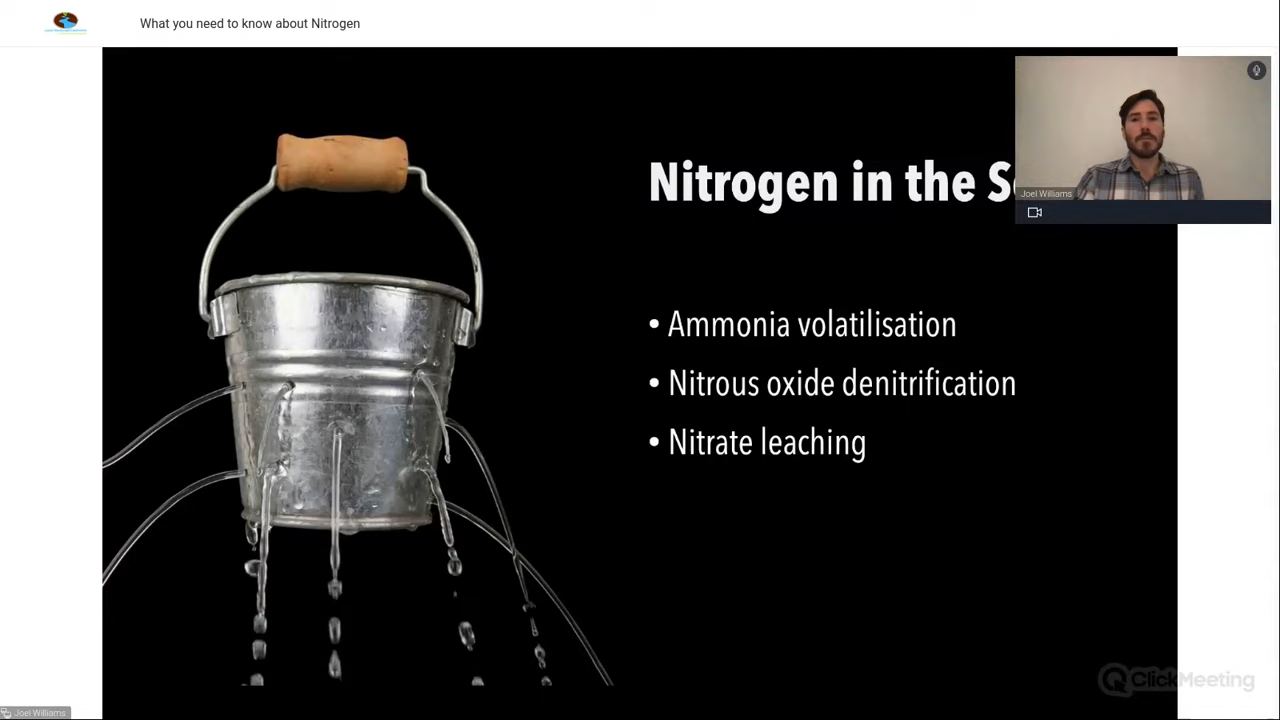 What you need to know about Nitrogen
Nitrogen in the S
Joel Williams
• Ammonia volatilisation
• Nitrous oxide denitrification
• Nitrate leaching
ClickMeeting
Joel Williams